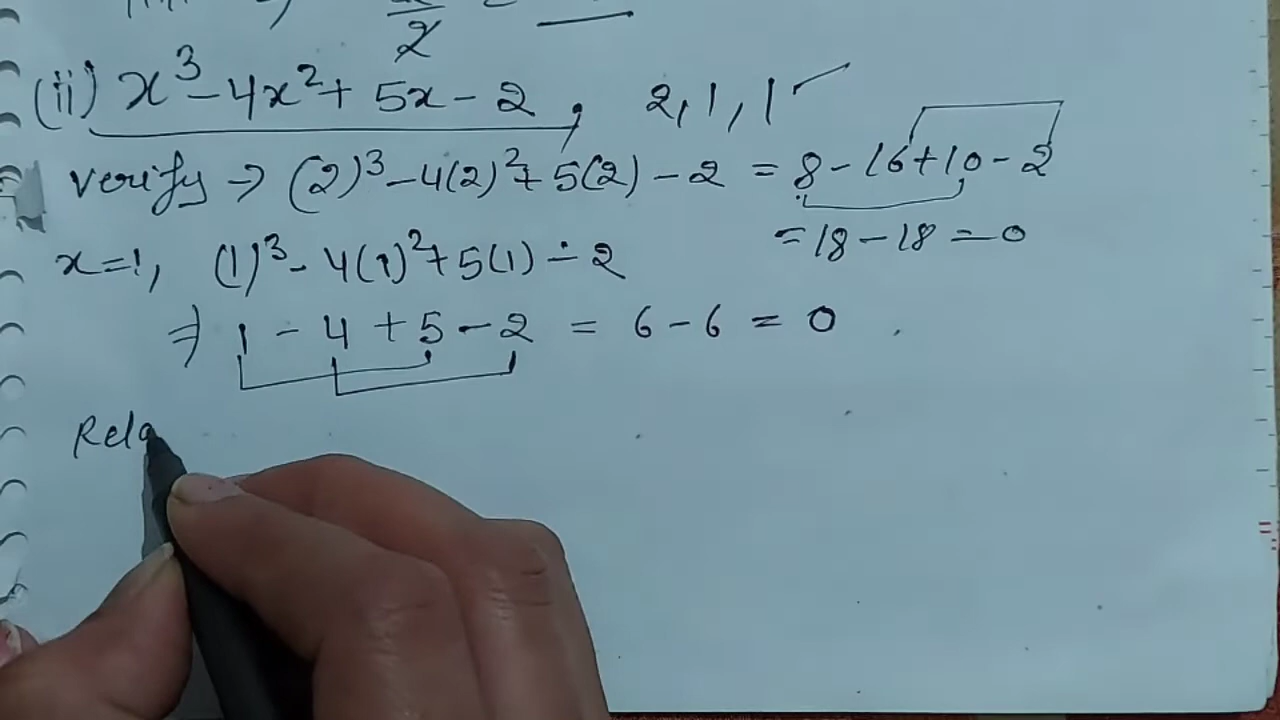 (ii) x³ - 4x² + 5x - 2, 2, 1, 1
verify → (2)³ - 4(2)² + 5(2) - 2 = 8 - 16 + 10 - 2
= 18 - 18 = 0
x = 1, (1)³ - 4(1)² + 5(1) - 2
⇒ 1 - 4 + 5 - 2 = 6 - 6 = 0
Rela